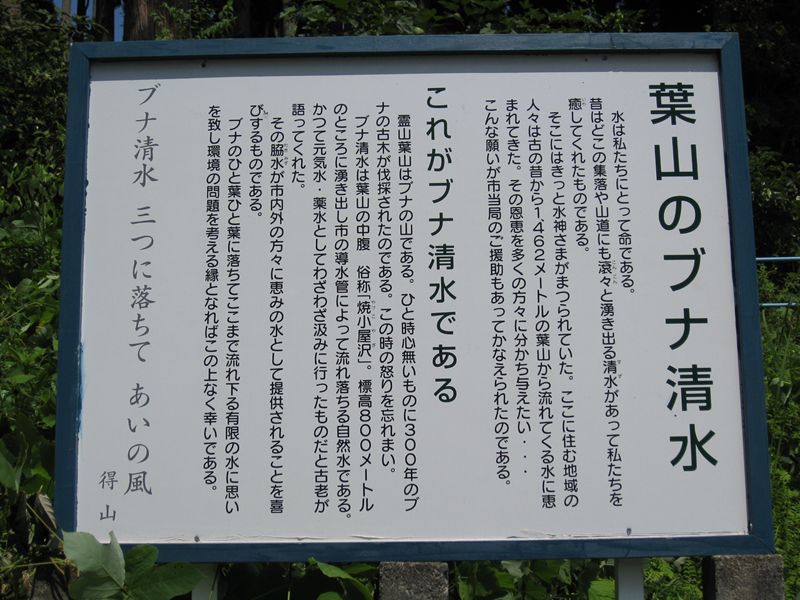 葉山のブナ清水
水は私たちにとって命である。
昔はどこの集落や山道にも滾々と湧き出る清水があって私たちを
癒してくれたものである。
そこにはきっと水神さまがまつられていた。ここに住む地域の
人々は古の昔から1,462メートルの葉山から流れてくる水に恵
まれてきた。その恩恵を多くの方々に分かち与えたい・・・
こんな願いが市当局のご援助もあってかなえられたのである。
これがブナ清水である
霊山葉山はブナの山である。ひと時心無いものに300年のブ
ナの古木が伐採されたのである。この時の怒りを忘れまい。
ブナ清水は葉山の中腹 俗称「焼小屋沢」。標高800メートル
のところに湧き出し市の導水管によって流れ落ちる自然水である。
かつて元気水・薬水としてわざわざ汲みに行ったものだと古老が
語ってくれた。
その脇水が市内外の方々に恵みの水として提供されることを喜
びするものである。
ブナのひと葉ひと葉に落ちてここまで流れ下る有限の水に思い
を致し環境の問題を考える縁となればこの上なく幸いである。
ブナ清水 三つに落ちて あいの風
得山